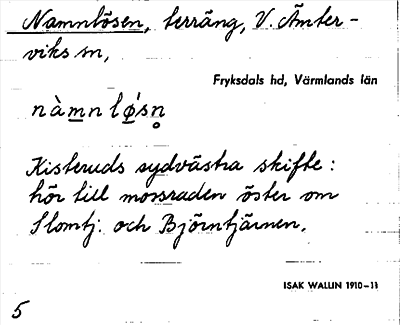 Namnlösen, terräng, V. Ämter-
viks sn,
Fryksdals hd, Värmlands län
nàmnlǿsn̥
Kisteruds sydvästra skifte:
hör till mossraden öster om
Slomtj. och Björntjärnen.
ISAK WALLIN 1910-11
5